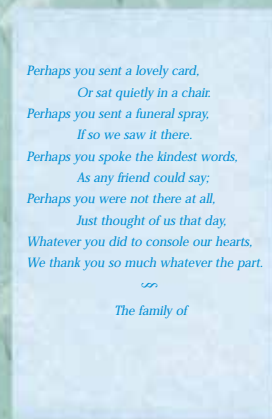 Perhaps you sent a lovely card,
Or sat quietly in a chair.
Perhaps you sent a funeral spray,
If so we saw it there.
Perhaps you spoke the kindest words,
As any friend could say;
Perhaps you were not there at all,
Just thought of us that day,
Whatever you did to console our hearts,
We thank you so much whatever the part.
The family of